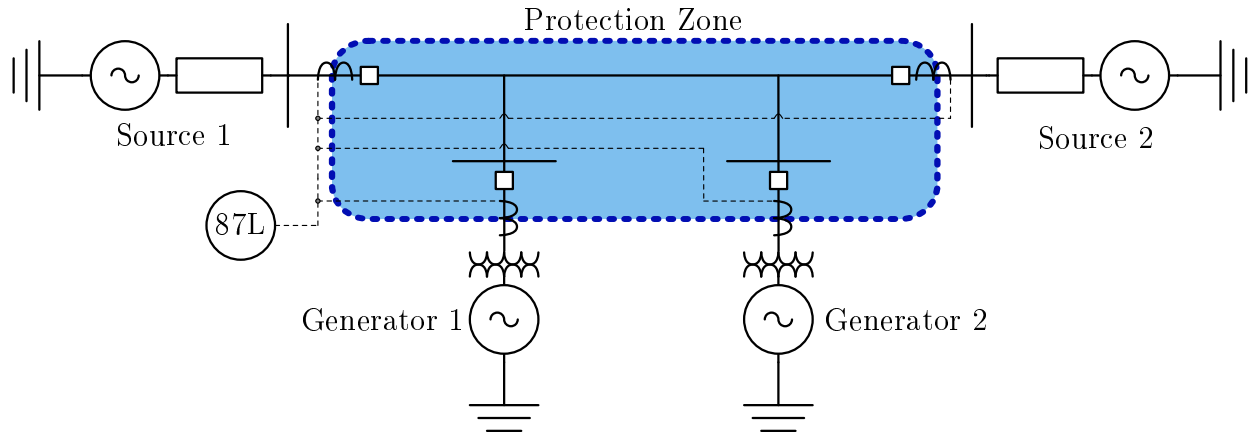 Protection Zone
Source 1
Source 2
87L
Generator 1
Generator 2